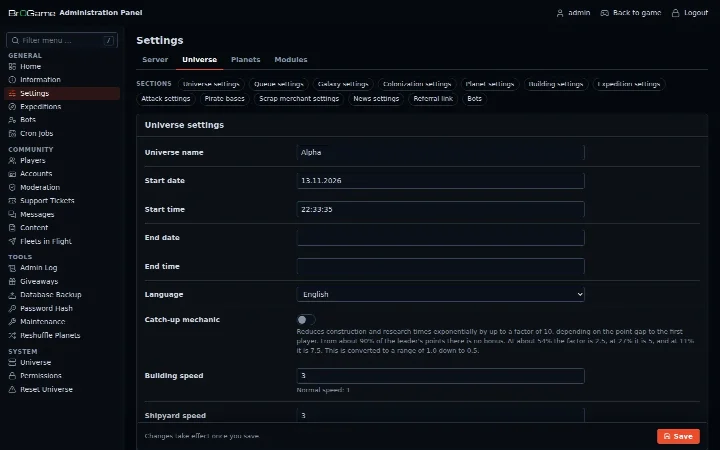 BrOGame Administration Panel
admin
Back to game
Logout
Filter menu ...
/
GENERAL
Home
Information
Settings
Expeditions
Bots
Cron Jobs
COMMUNITY
Players
Accounts
Moderation
Support Tickets
Messages
Content
Fleets in Flight
TOOLS
Admin Log
Giveaways
Database Backup
Password Hash
Maintenance
Reshuffle Planets
SYSTEM
Universe
Permissions
Reset Universe
Settings
Server Universe Planets Modules
SECTIONS Universe settings Queue settings Galaxy settings Colonization settings Planet settings Building settings Expedition settings
Attack settings Pirate bases Scrap merchant settings News settings Referral link Bots
Universe settings
Universe name Alpha
Start date 13.11.2026
Start time 22:33:35
End date
End time
Language English
Catch-up mechanic
Reduces construction and research times exponentially by up to a factor of 10, depending on the point gap to the first
player. From about 90% of the leader's points there is no bonus. At about 54% the factor is 2.5, at 27% it is 5, and at 11%
it is 7.5. This is converted to a range of 1.0 down to 0.5.
Building speed 3
Normal speed: 1
Shipyard speed 3
Changes take effect once you save.
Save